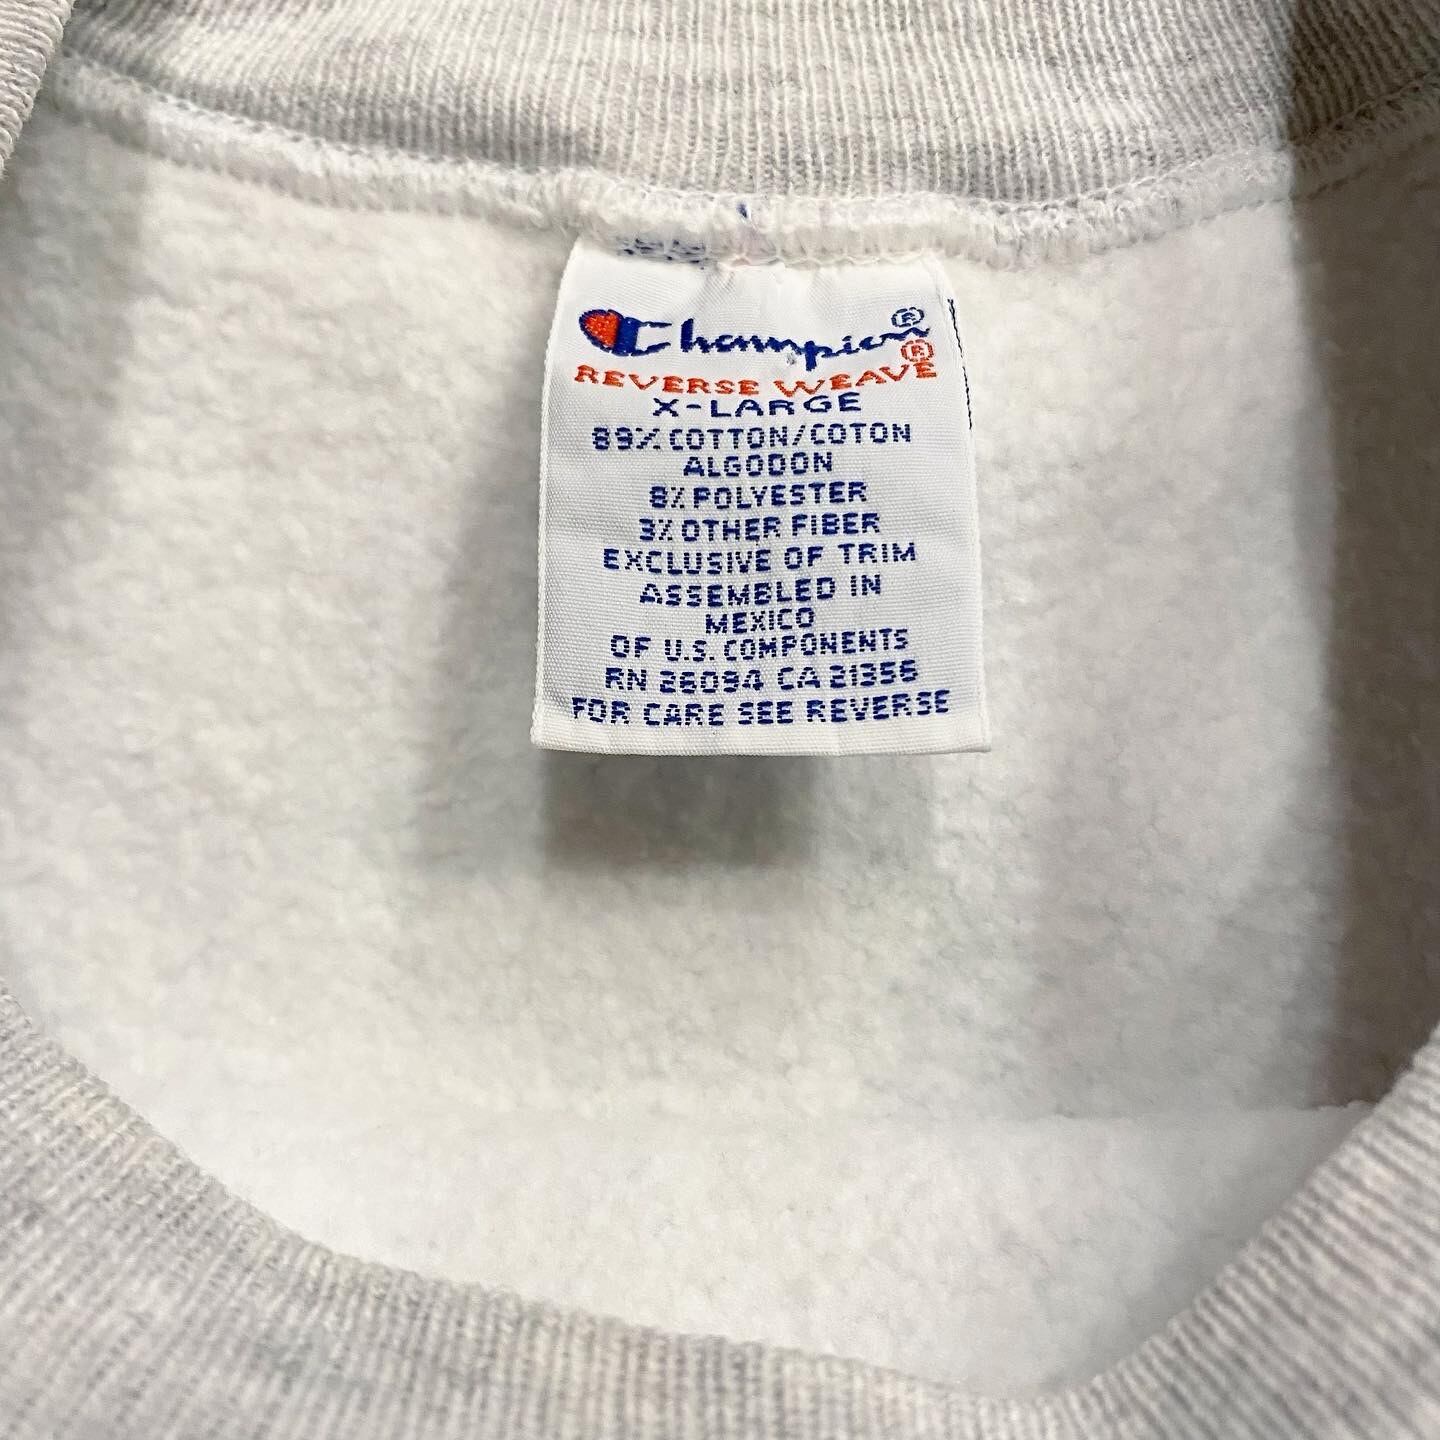 Champion®
REVERSE WEAVE®
X-LARGE
89% COTTON/COTON
ALGODON
8% POLYESTER
3% OTHER FIBER
EXCLUSIVE OF TRIM
ASSEMBLED IN
MEXICO
OF U.S. COMPONENTS
RN 26094 CA 21356
FOR CARE SEE REVERSE